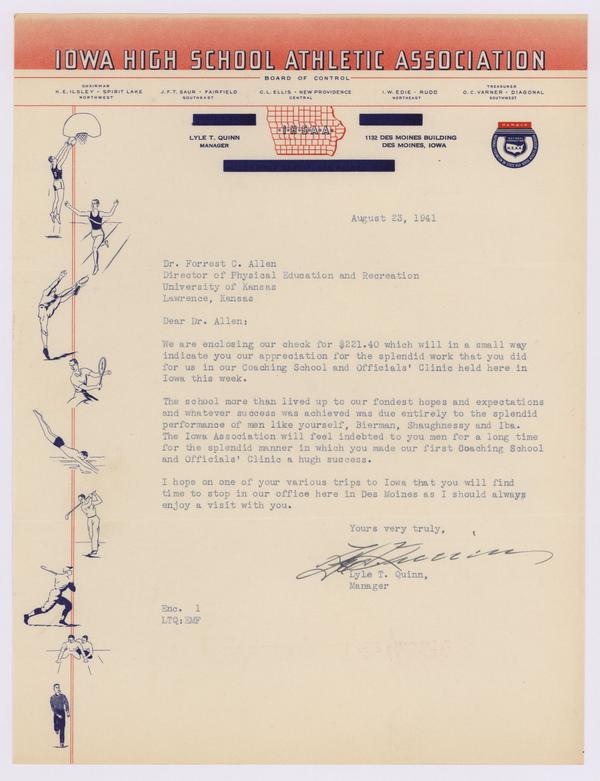 IOWA HIGH SCHOOL ATHLETIC ASSOCIATION
BOARD OF CONTROL
CHAIRMAN
H. E. ILSLEY - SPIRIT LAKE
NORTHWEST
J. F. T. SAUR - FAIRFIELD
SOUTHEAST
C. L. ELLIS - NEW PROVIDENCE
CENTRAL
I. W. EDIE - RUDD
NORTHEAST
TREASURER
O. C. VARNER - DIAGONAL
SOUTHWEST
LYLE T. QUINN
MANAGER
I·H·S·A·A
1132 DES MOINES BUILDING
DES MOINES, IOWA
MEMBER
August 23, 1941
Dr. Forrest C. Allen
Director of Physical Education and Recreation
University of Kansas
Lawrence, Kansas
Dear Dr. Allen:
We are enclosing our check for $221.40 which will in a small way
indicate you our appreciation for the splendid work that you did
for us in our Coaching School and Officials' Clinic held here in
Iowa this week.
The school more than lived up to our fondest hopes and expectations
and whatever success was achieved was due entirely to the splendid
performance of men like yourself, Bierman, Shaughnessy and Iba.
The Iowa Association will feel indebted to you men for a long time
for the splendid manner in which you made our first Coaching School
and Officials' Clinic a hugh success.
I hope on one of your various trips to Iowa that you will find
time to stop in our office here in Des Moines as I should always
enjoy a visit with you.
Yours very truly,
Lyle T. Quinn,
Manager
Enc. 1
LTQ:EMF